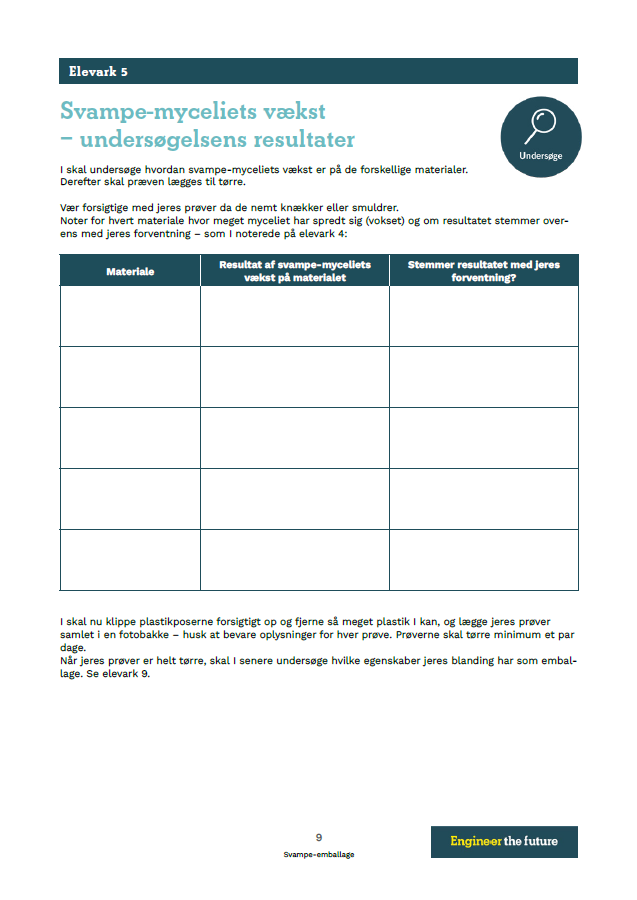 Elevark 5
Svampe-myceliets vækst
– undersøgelsens resultater
Undersøge
I skal undersøge hvordan svampe-myceliets vækst er på de forskellige materialer.
Derefter skal prøven lægges til tørre.
Vær forsigtige med jeres prøver da de nemt knækker eller smuldrer.
Noter for hvert materiale hvor meget myceliet har spredt sig (vokset) og om resultatet stemmer over-
ens med jeres forventning – som I noterede på elevark 4:
Materiale
Resultat af svampe-myceliets
vækst på materialet
Stemmer resultatet med jeres
forventning?
I skal nu klippe plastikposerne forsigtigt op og fjerne så meget plastik I kan, og lægge jeres prøver
samlet i en fotobakke – husk at bevare oplysninger for hver prøve. Prøverne skal tørre minimum et par
dage.
Når jeres prøver er helt tørre, skal I senere undersøge hvilke egenskaber jeres blanding har som embal-
lage. Se elevark 9.
9
Svampe-emballage
Engineer the future